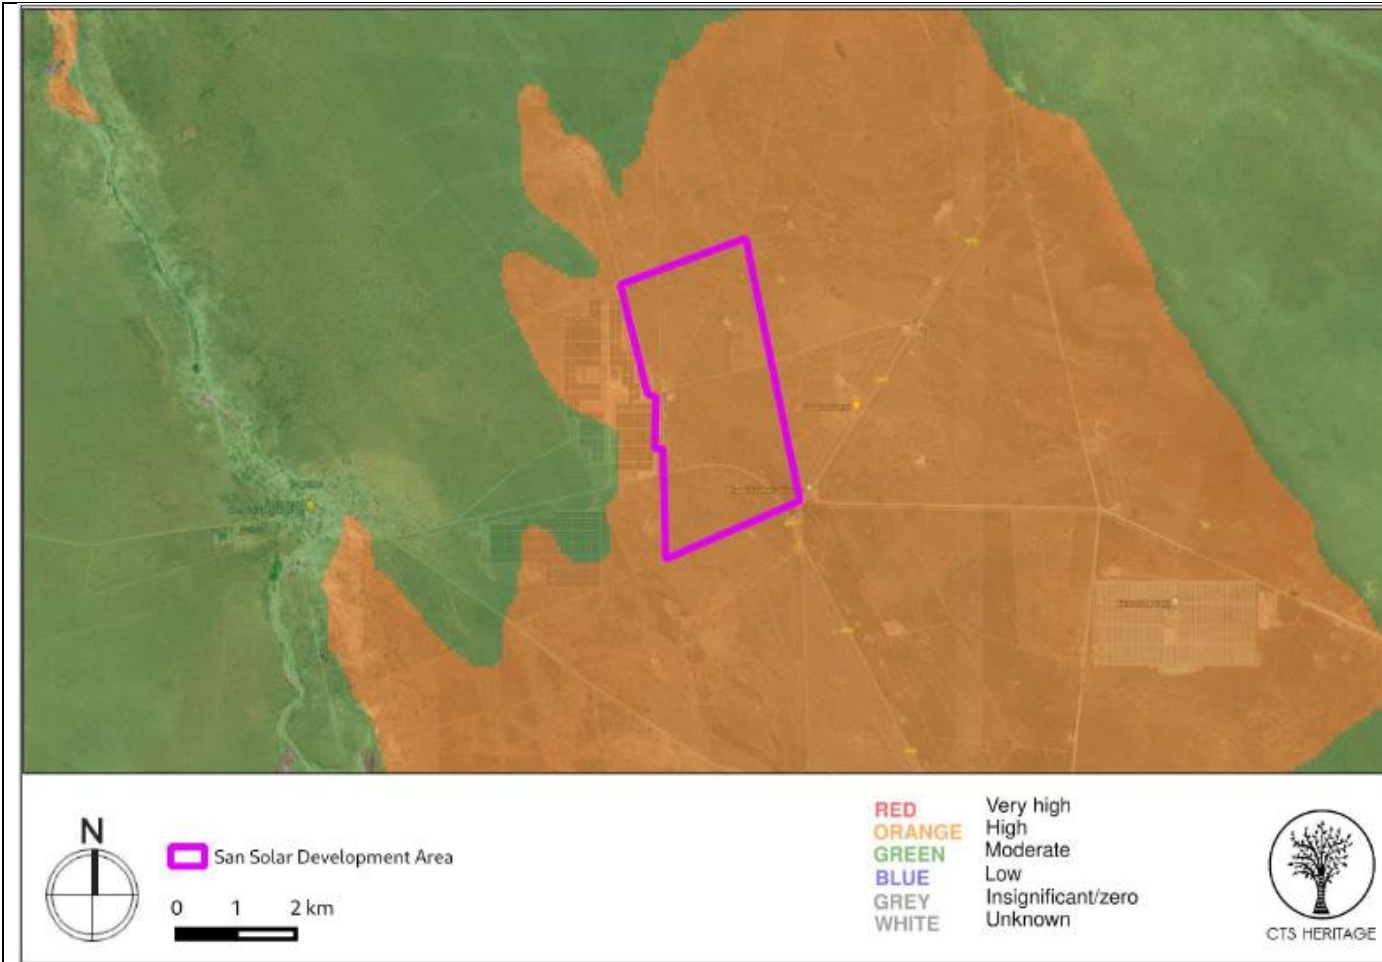 N
San Solar Development Area
0 1 2 km
RED Very high
ORANGE High
GREEN Moderate
BLUE Low
GREY Insignificant/zero
WHITE Unknown
CTS HERITAGE